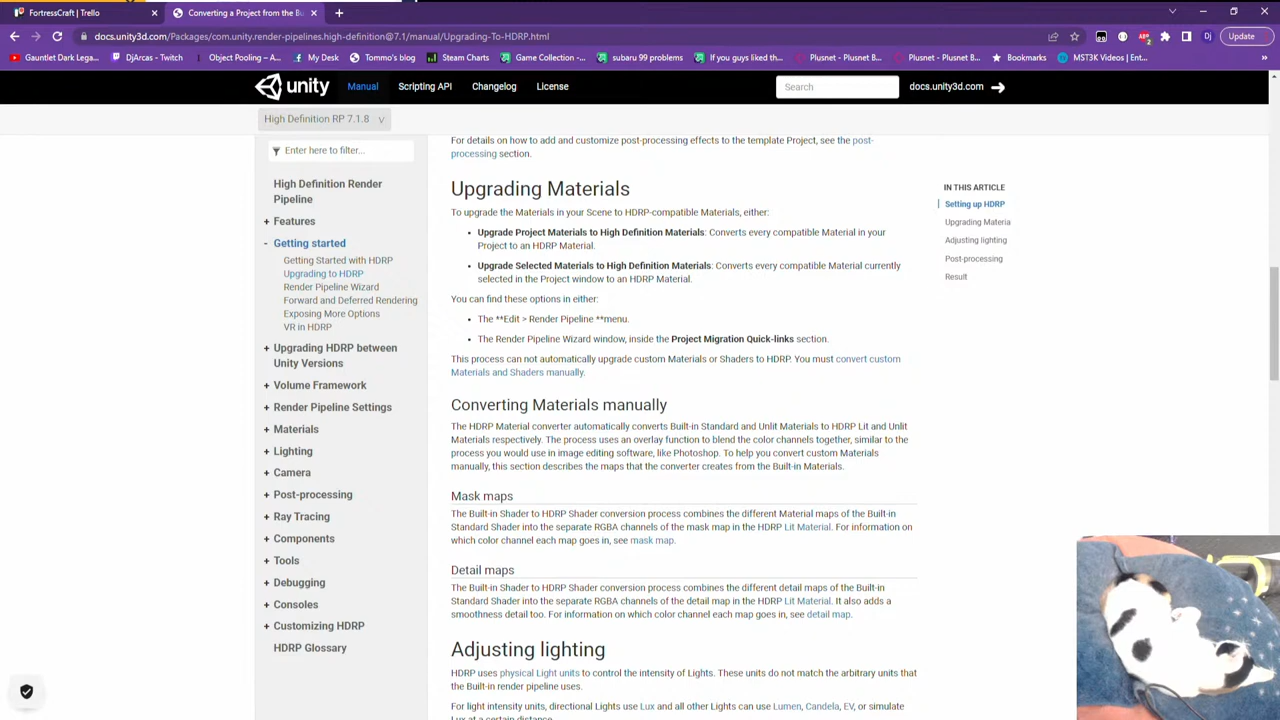 FortressCraft | Trello
Converting a Project from the Bu
docs.unity3d.com/Packages/com.unity.render-pipelines.high-definition@7.1/manual/Upgrading-To-HDRP.html
Dj
Update
Gauntlet Dark Lega...
DjArcas - Twitch
Object Pooling – A...
My Desk
Tommo's blog
Steam Charts
Game Collection -...
subaru 99 problems
If you guys liked th...
Plusnet - Plusnet B...
Plusnet - Plusnet B...
Bookmarks
MST3K Videos | Ent...
unity
Manual
Scripting API
Changelog
License
Search
docs.unity3d.com
High Definition RP 7.1.8
Enter here to filter...
High Definition Render
Pipeline
+ Features
- Getting started
Getting Started with HDRP
Upgrading to HDRP
Render Pipeline Wizard
Forward and Deferred Rendering
Exposing More Options
VR in HDRP
+ Upgrading HDRP between
Unity Versions
+ Volume Framework
+ Render Pipeline Settings
+ Materials
+ Lighting
+ Camera
+ Post-processing
+ Ray Tracing
+ Components
+ Tools
+ Debugging
+ Consoles
+ Customizing HDRP
HDRP Glossary
For details on how to add and customize post-processing effects to the template Project, see the post-
processing section.
Upgrading Materials
To upgrade the Materials in your Scene to HDRP-compatible Materials, either:
• Upgrade Project Materials to High Definition Materials: Converts every compatible Material in your
Project to an HDRP Material.
• Upgrade Selected Materials to High Definition Materials: Converts every compatible Material currently
selected in the Project window to an HDRP Material.
You can find these options in either:
• The **Edit > Render Pipeline **menu.
• The Render Pipeline Wizard window, inside the Project Migration Quick-links section.
This process can not automatically upgrade custom Materials or Shaders to HDRP. You must convert custom
Materials and Shaders manually.
Converting Materials manually
The HDRP Material converter automatically converts Built-in Standard and Unlit Materials to HDRP Lit and Unlit
Materials respectively. The process uses an overlay function to blend the color channels together, similar to the
process you would use in image editing software, like Photoshop. To help you convert custom Materials
manually, this section describes the maps that the converter creates from the Built-in Materials.
Mask maps
The Built-in Shader to HDRP Shader conversion process combines the different Material maps of the Built-in
Standard Shader into the separate RGBA channels of the mask map in the HDRP Lit Material. For information on
which color channel each map goes in, see mask map.
Detail maps
The Built-in Shader to HDRP Shader conversion process combines the different detail maps of the Built-in
Standard Shader into the separate RGBA channels of the detail map in the HDRP Lit Material. It also adds a
smoothness detail too. For information on which color channel each map goes in, see detail map.
Adjusting lighting
HDRP uses physical Light units to control the intensity of Lights. These units do not match the arbitrary units that
the Built-in render pipeline uses.
For light intensity units, directional Lights use Lux and all other Lights can use Lumen, Candela, EV, or simulate
Lux at a certain distance.
IN THIS ARTICLE
Setting up HDRP
Upgrading Materia
Adjusting lighting
Post-processing
Result